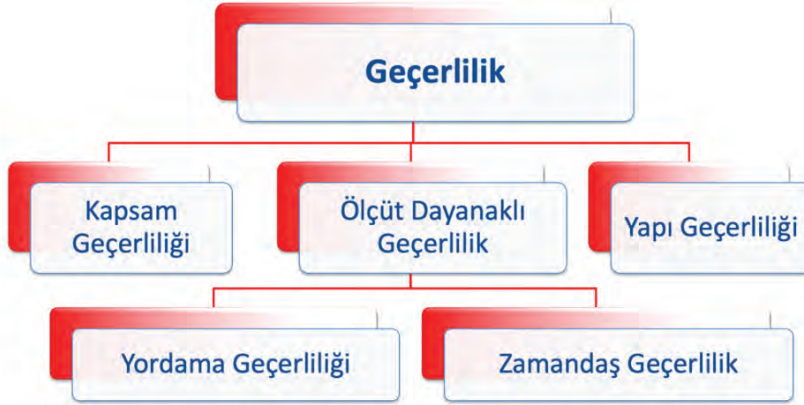 Geçerlilik
Kapsam
Geçerliliği
Ölçüt Dayanaklı
Geçerlilik
Yapı Geçerliliği
Yordama Geçerliliği
Zamandaş Geçerlilik